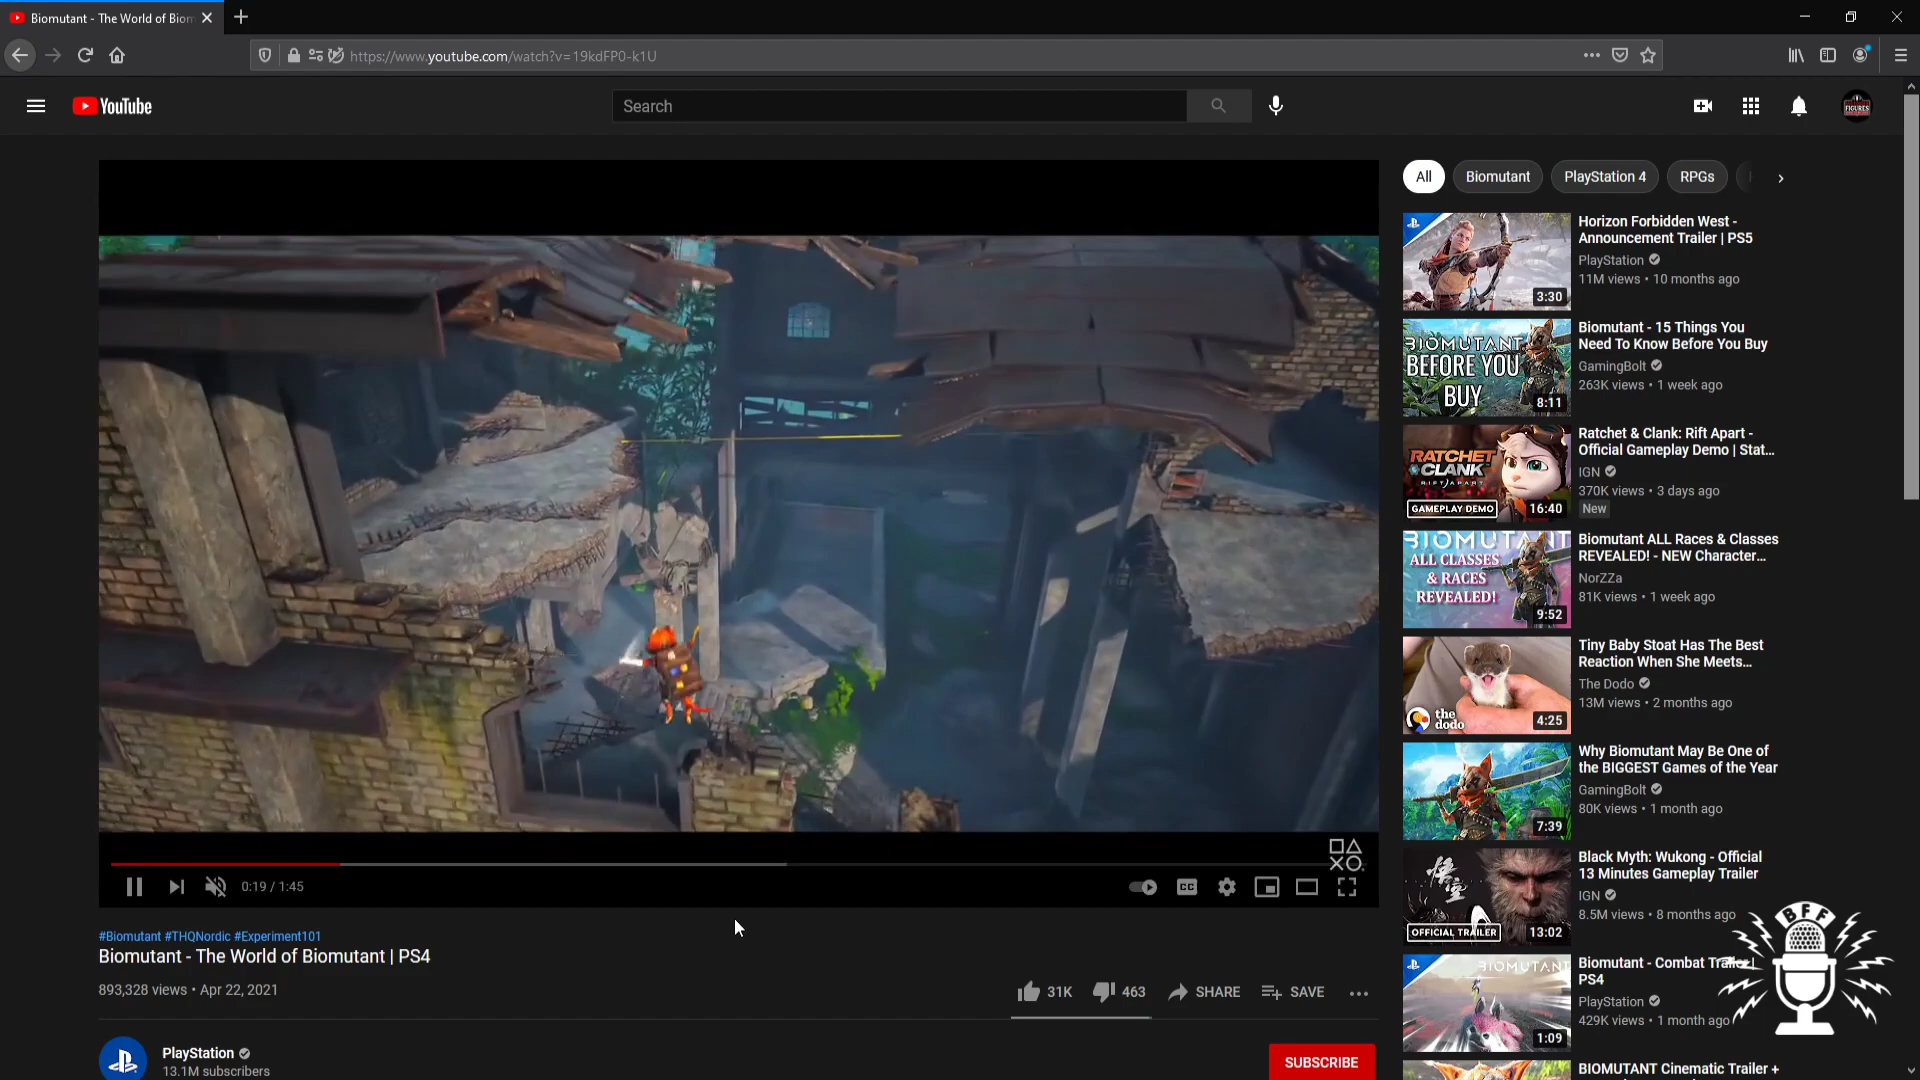 Biomutant - The World of Biom
https://www.youtube.com/watch?v=19kdFP0-k1U
YouTube
Search
FIGURES
All
Biomutant
PlayStation 4
RPGs
0:19 / 1:45
CC
#Biomutant #THQNordic #Experiment101
Biomutant - The World of Biomutant | PS4
893,328 views • Apr 22, 2021
31K
463
SHARE
SAVE
PlayStation
13.1M subscribers
SUBSCRIBE
3:30
Horizon Forbidden West -
Announcement Trailer | PS5
PlayStation
11M views • 10 months ago
BIOMUTANT
BEFORE YOU
BUY
8:11
Biomutant - 15 Things You
Need To Know Before You Buy
GamingBolt
263K views • 1 week ago
RATCHET
& CLANK
RIFT APART
GAMEPLAY DEMO
16:40
Ratchet & Clank: Rift Apart -
Official Gameplay Demo | Stat...
IGN
370K views • 3 days ago
New
BIOMUTANT
ALL CLASSES
& RACES
REVEALED!
9:52
Biomutant ALL Races & Classes
REVEALED! - NEW Character...
NorZZa
81K views • 1 week ago
the
dodo
4:25
Tiny Baby Stoat Has The Best
Reaction When She Meets...
The Dodo
13M views • 2 months ago
7:39
Why Biomutant May Be One of
the BIGGEST Games of the Year
GamingBolt
80K views • 1 month ago
悟空
OFFICIAL TRAILER
13:02
Black Myth: Wukong - Official
13 Minutes Gameplay Trailer
IGN
8.5M views • 8 months ago
BIOMUTANT
1:09
Biomutant - Combat Trailer |
PS4
PlayStation
429K views • 1 month ago
BFF
BIOMUTANT Cinematic Trailer +